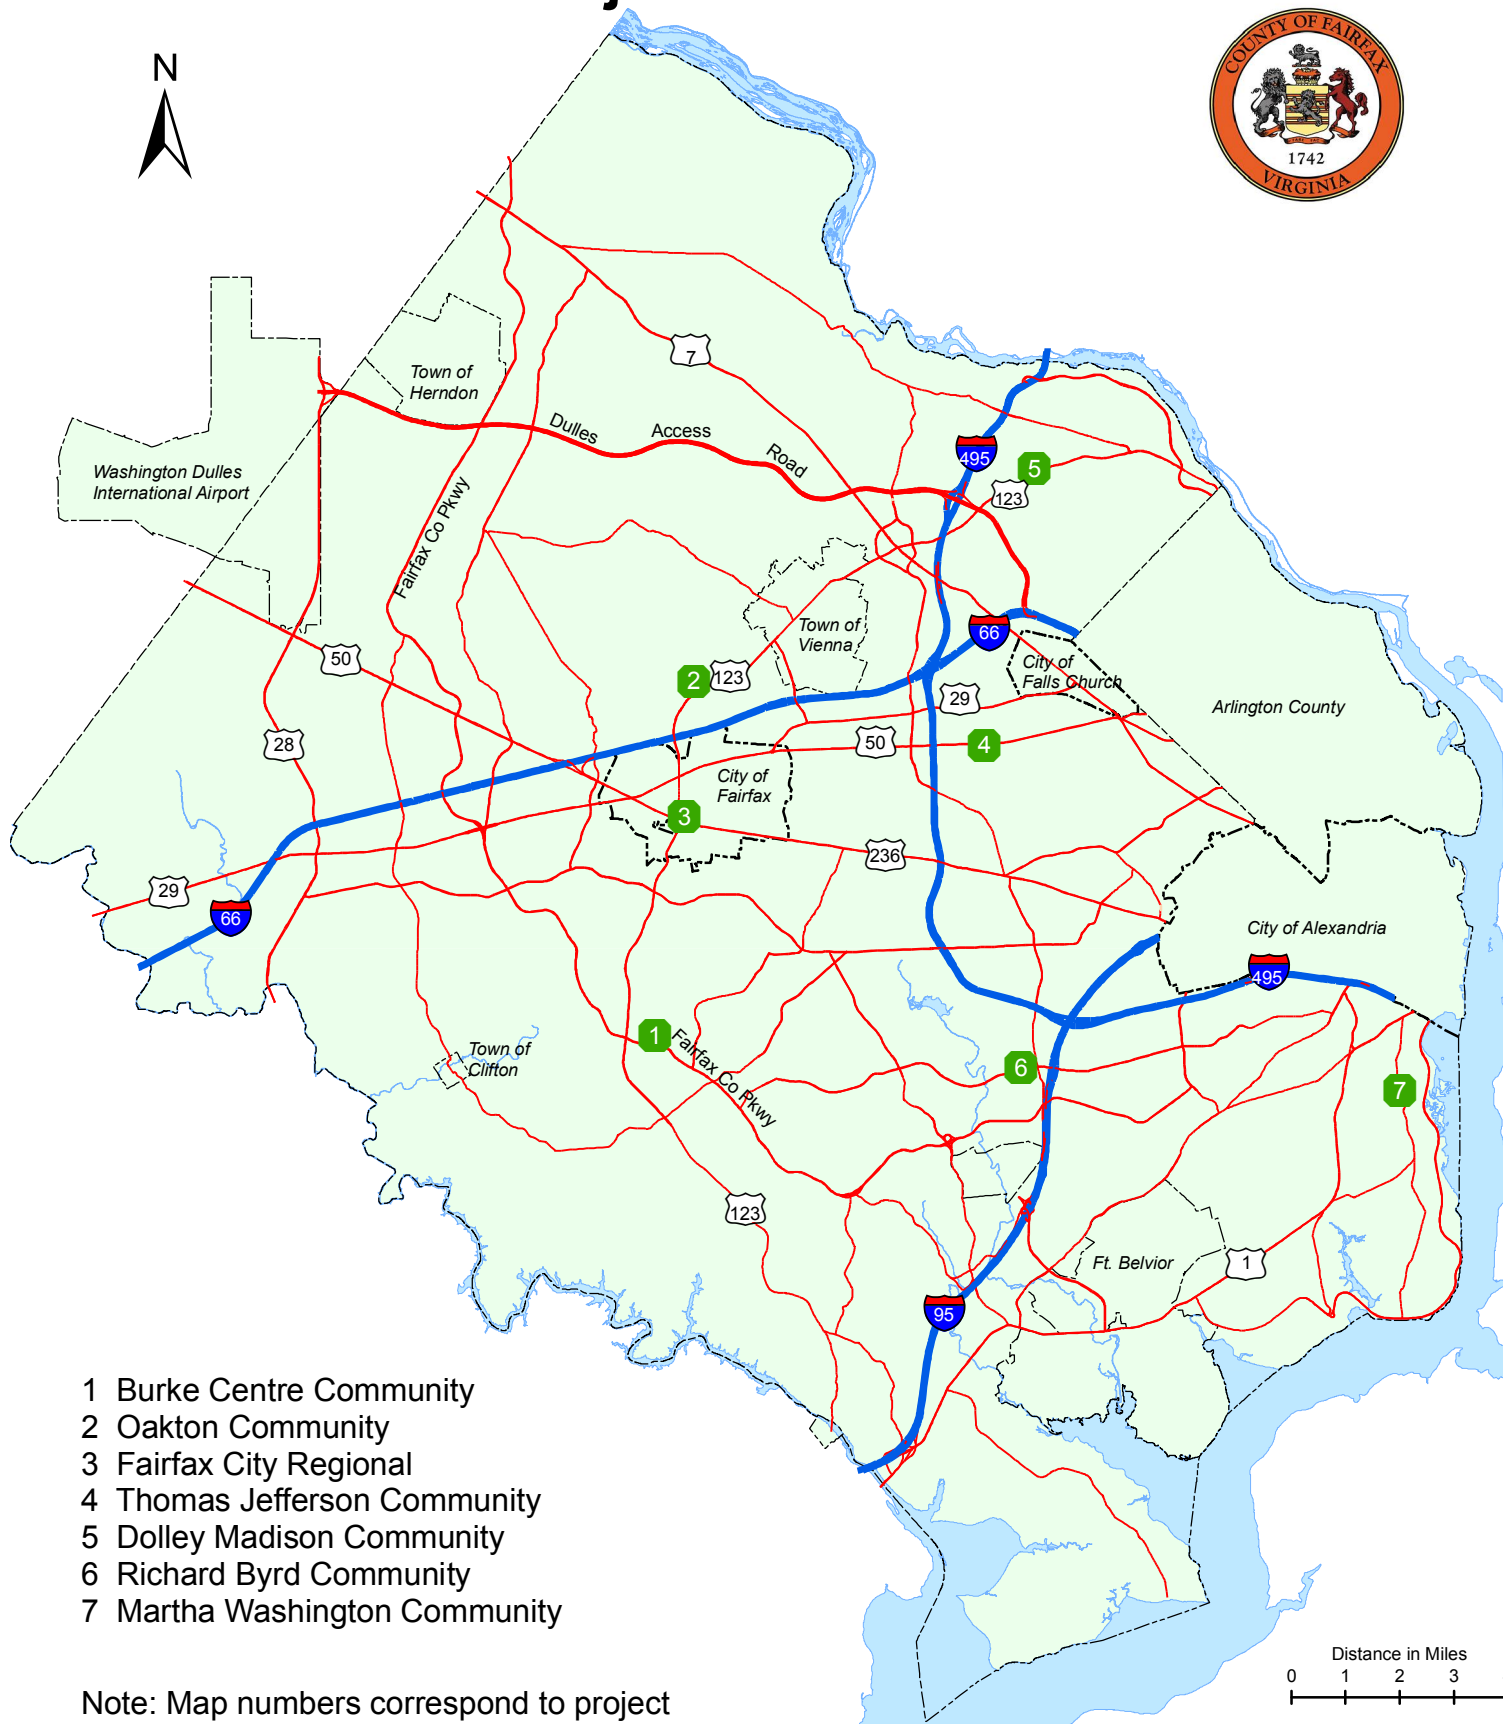 COUNTY OF FAIRFAX
1742
VIRGINIA
N
7
Town of
Herndon
Dulles Access Road
495
5
123
Washington Dulles
International Airport
Fairfax Co Pkwy
Town of
Vienna
66
50
2
123
City of
Falls Church
29
Arlington County
28
50
4
City of
Fairfax
3
236
29
66
City of Alexandria
495
1
Fairfax Co Pkwy
Town of
Clifton
6
7
123
Ft. Belvior
1
95
1 Burke Centre Community
2 Oakton Community
3 Fairfax City Regional
4 Thomas Jefferson Community
5 Dolley Madison Community
6 Richard Byrd Community
7 Martha Washington Community
Distance in Miles
0 1 2 3
Note: Map numbers correspond to project